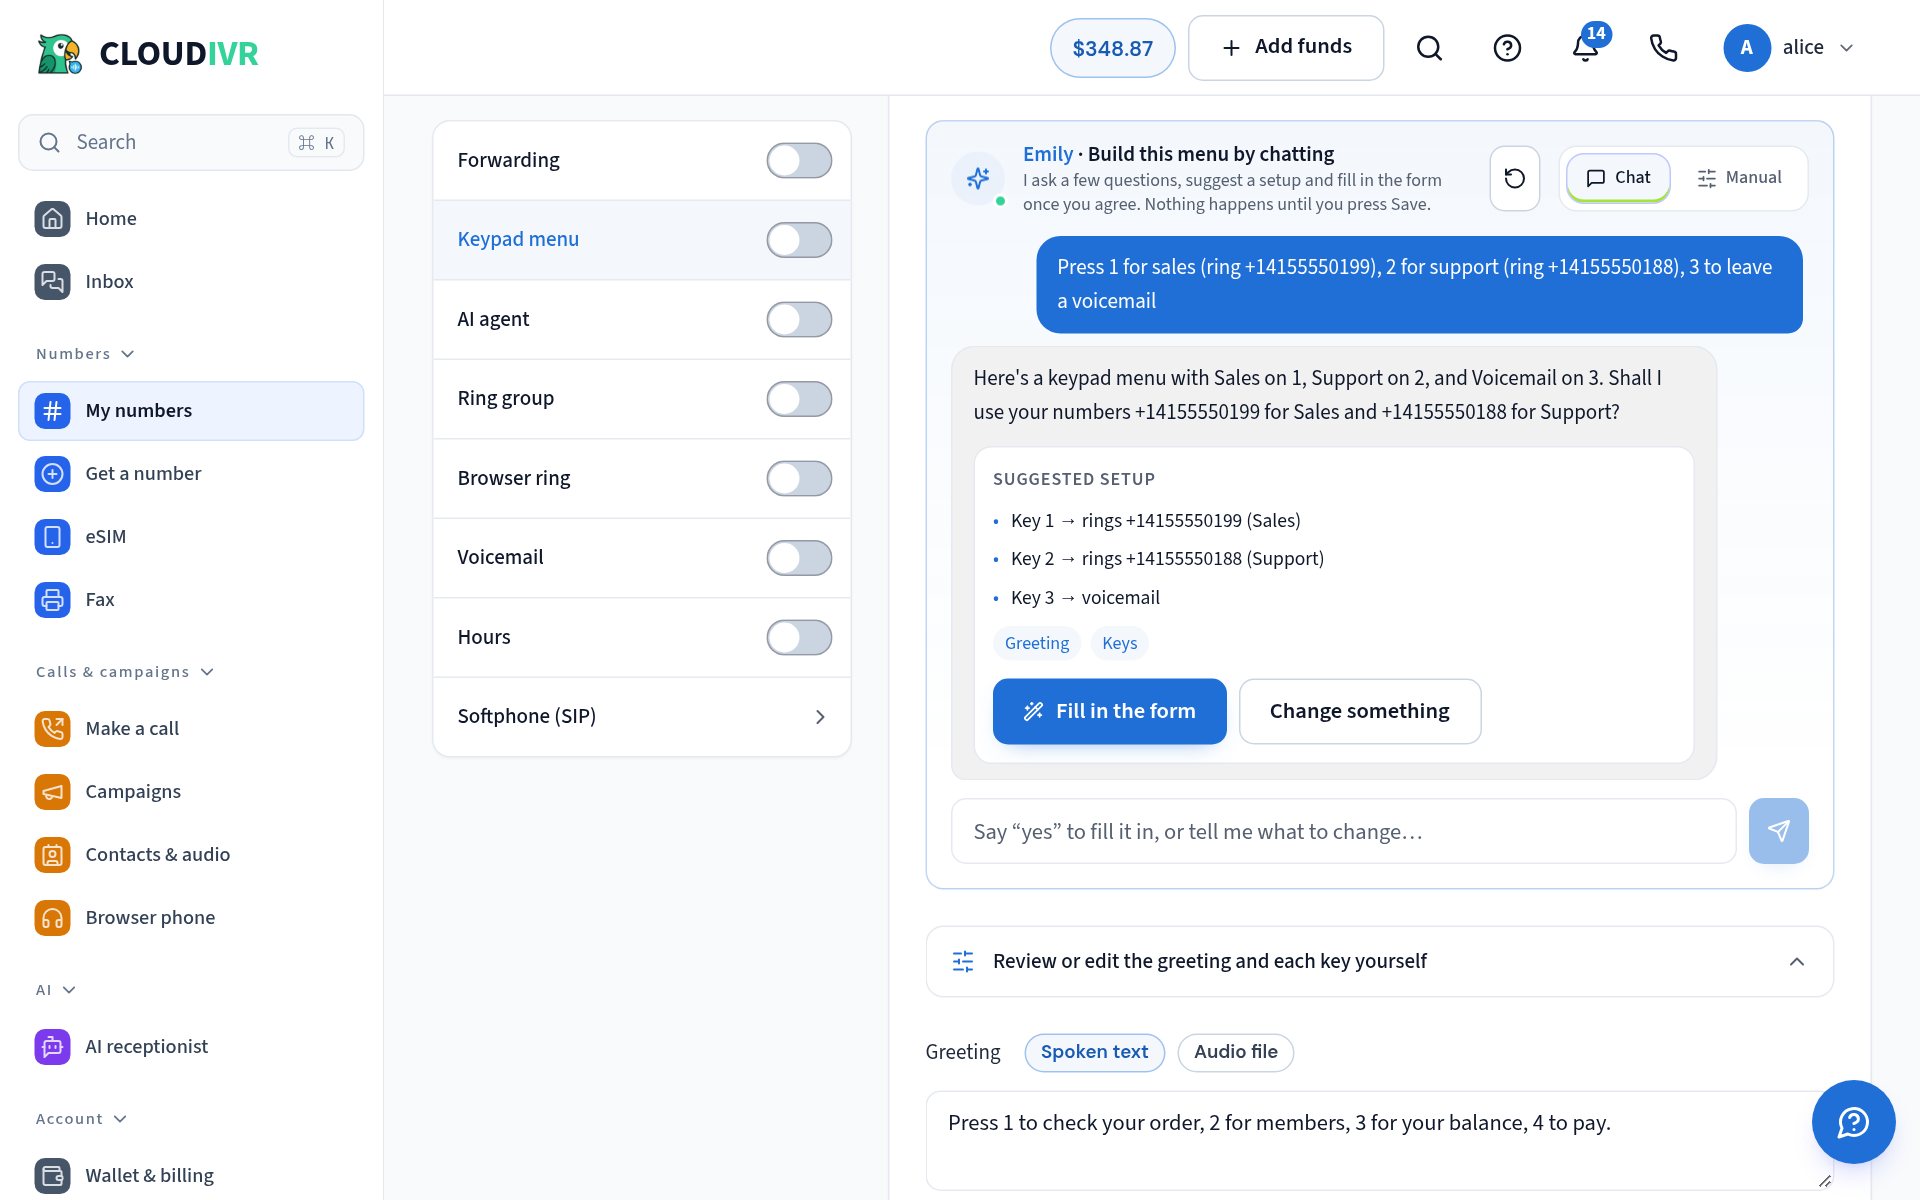 CLOUDIVR
Search
⌘ K
Home
Inbox
Numbers
My numbers
Get a number
eSIM
Fax
Calls & campaigns
Make a call
Campaigns
Contacts & audio
Browser phone
AI
AI receptionist
Account
Wallet & billing
$348.87
+ Add funds
14
A
alice
Forwarding
Keypad menu
AI agent
Ring group
Browser ring
Voicemail
Hours
Softphone (SIP)
Emily · Build this menu by chatting
I ask a few questions, suggest a setup and fill in the form
once you agree. Nothing happens until you press Save.
Chat
Manual
Press 1 for sales (ring +14155550199), 2 for support (ring +14155550188), 3 to leave
a voicemail
Here's a keypad menu with Sales on 1, Support on 2, and Voicemail on 3. Shall I
use your numbers +14155550199 for Sales and +14155550188 for Support?
SUGGESTED SETUP
• Key 1 → rings +14155550199 (Sales)
• Key 2 → rings +14155550188 (Support)
• Key 3 → voicemail
Greeting
Keys
Fill in the form
Change something
Say “yes” to fill it in, or tell me what to change…
Review or edit the greeting and each key yourself
Greeting
Spoken text
Audio file
Press 1 to check your order, 2 for members, 3 for your balance, 4 to pay.